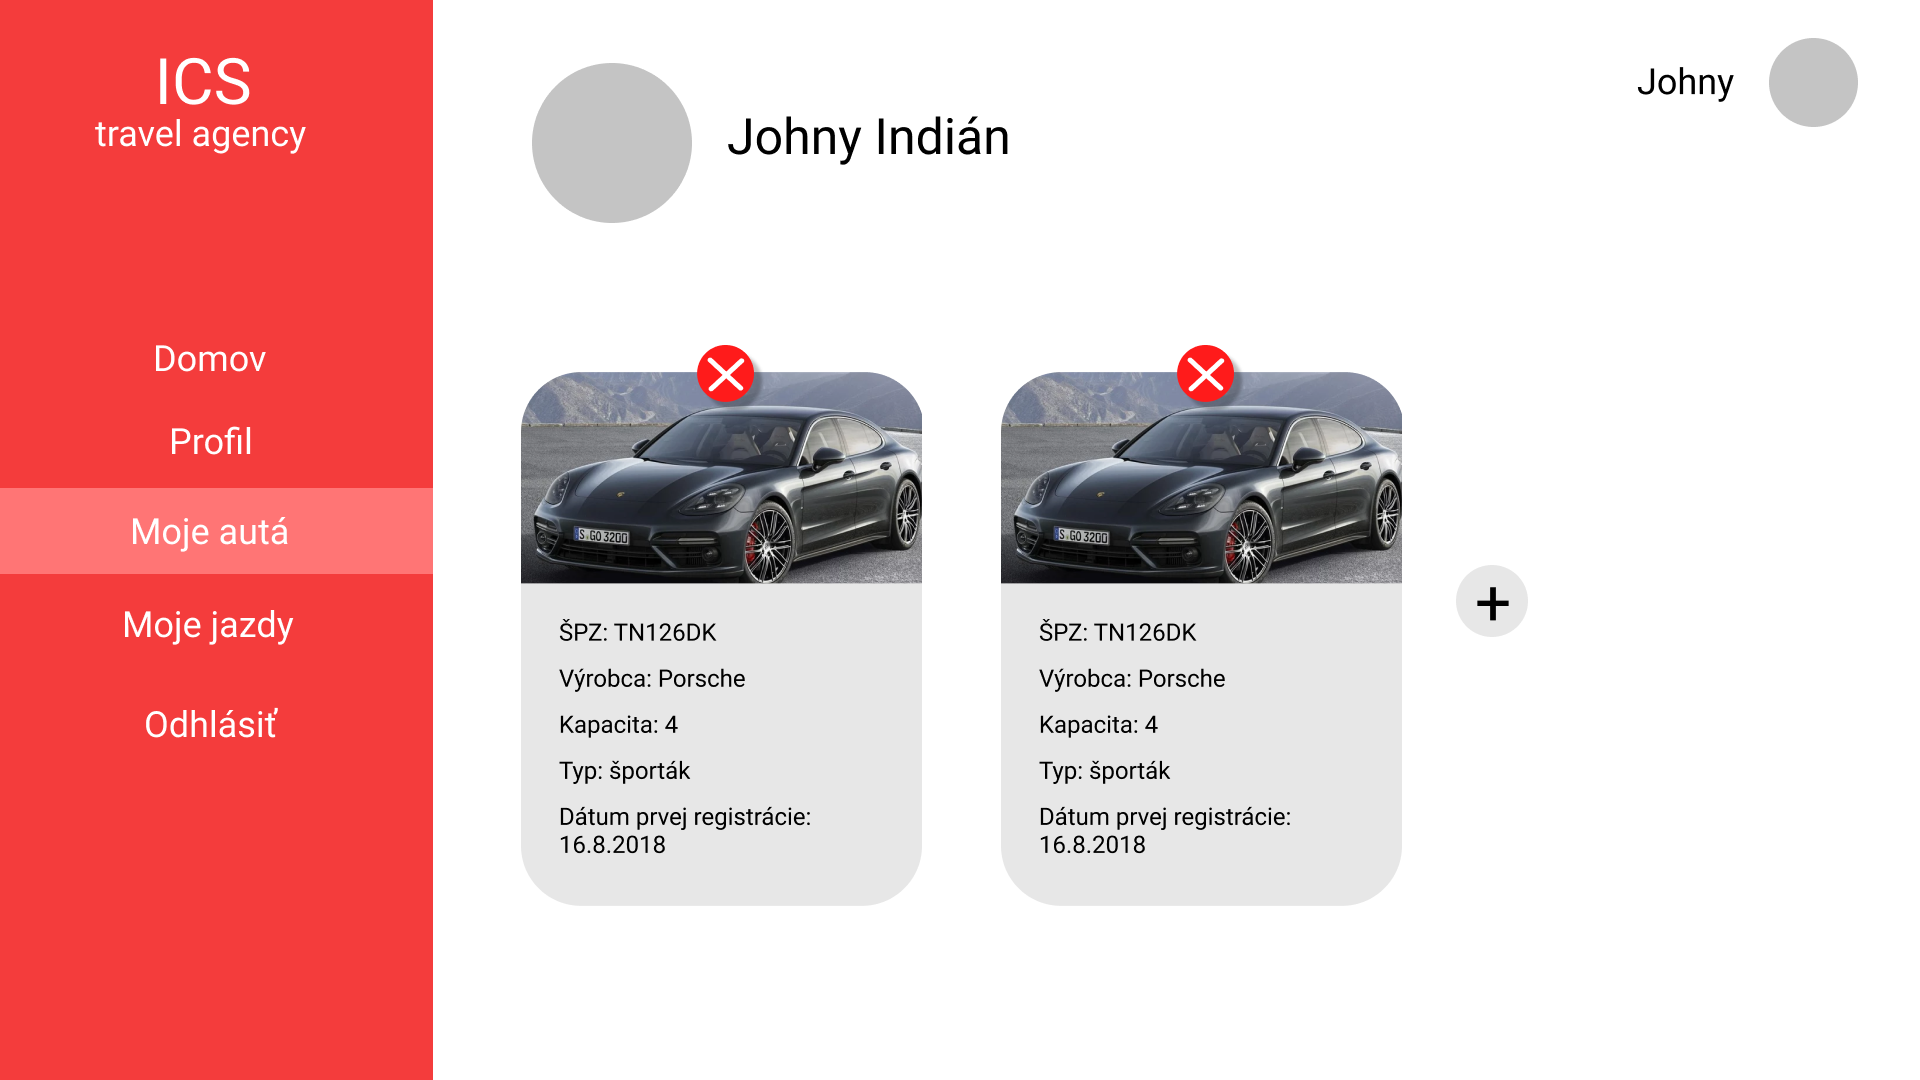 ICS
travel agency
Domov
Profil
Moje autá
Moje jazdy
Odhlásiť
Johny Indián
Johny
S GO 3200
ŠPZ: TN126DK
Výrobca: Porsche
Kapacita: 4
Typ: športák
Dátum prvej registrácie:
16.8.2018
S GO 3200
ŠPZ: TN126DK
Výrobca: Porsche
Kapacita: 4
Typ: športák
Dátum prvej registrácie:
16.8.2018
+